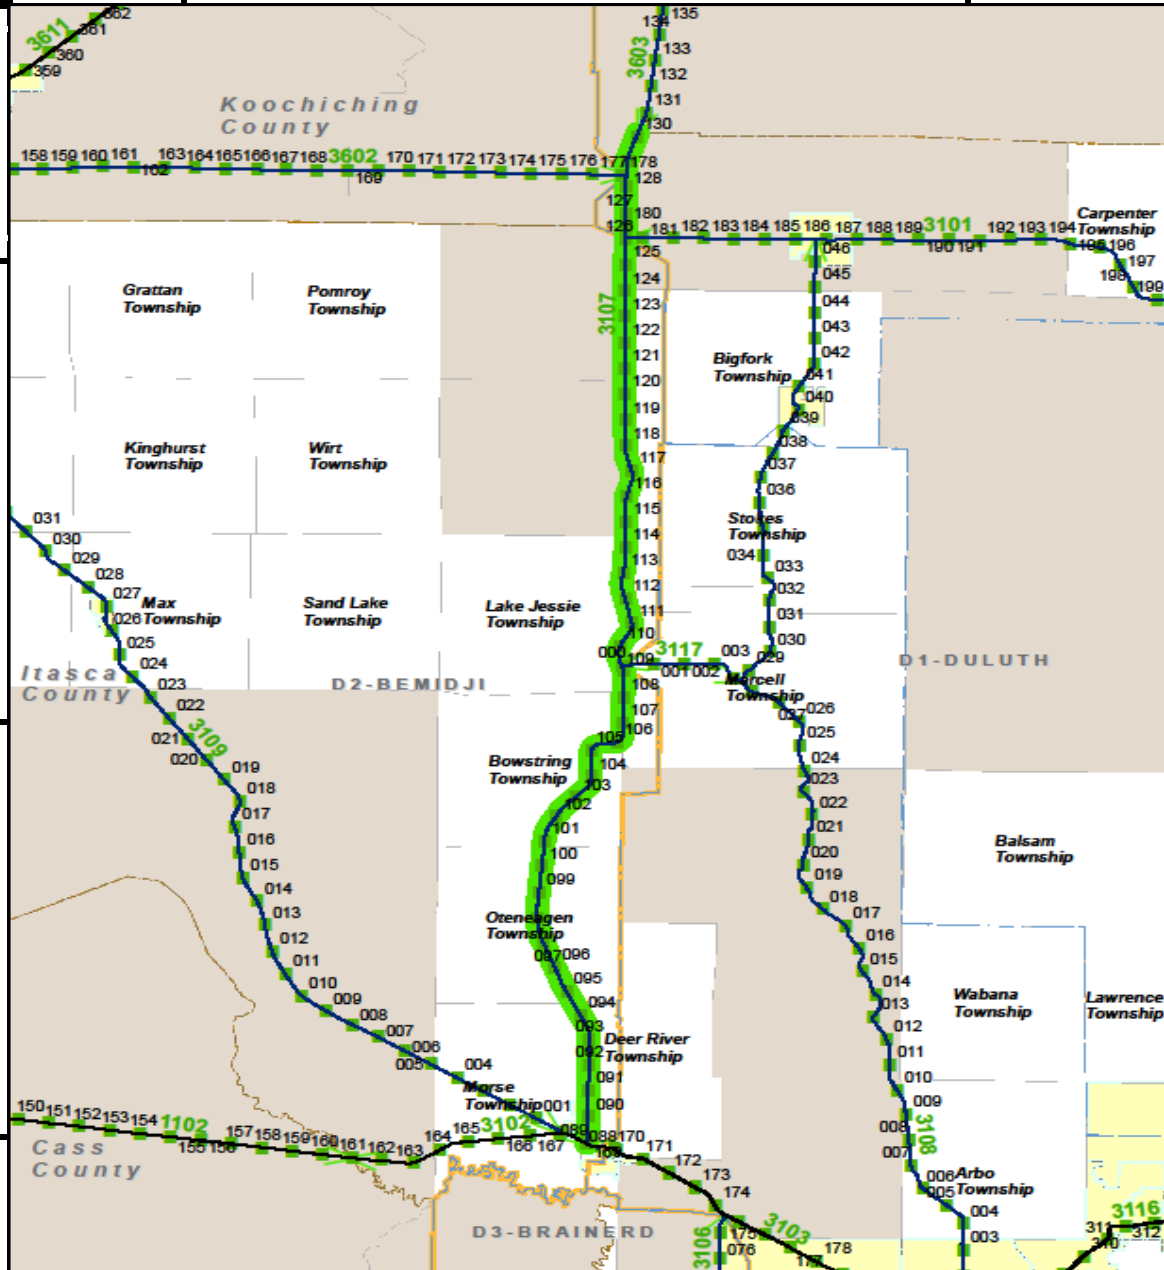 362
361
3611
360
359
135
134
133
3603
132
131
130
Koochiching
County
158 159 160 161 163 164 165 166 167 168 3602 170 171 172 173 174 175 176 177 178
162
169
128
127
180
126
181 182 183 184 185 186 187 188 189 3101 192 193 194
190 191
Carpenter
Township
195 196
197
198
199
125
124
123
3107
122
121
120
119
118
117
116
115
114
113
112
111
110
000
109
108
107
106
105
104
103
102
101
100
099
097 096
095
094
093
092
091
090
089
088
046
045
044
043
042
041
040
039
038
037
036
034
033
032
031
030
029
Grattan
Township
Pomroy
Township
Bigfork
Township
Kinghurst
Township
Wirt
Township
Stokes
Township
Max
Township
Sand Lake
Township
Lake Jessie
Township
3117
001 002
003
Marcell
Township
D1-DULUTH
D2-BEMIDJI
Itasca
County
031
030
029
028
027
026
025
024
023
022
3109
021
020
019
018
017
016
015
014
013
012
011
010
009
008
007
006
005
004
001
027
026
025
024
023
022
021
020
019
018
017
016
015
014
013
012
011
010
009
008
3108
007
006
005
004
003
Bowstring
Township
Balsam
Township
Oteneagen
Township
Wabana
Township
Lawrence
Township
Deer River
Township
Morse
Township
Arbo
Township
150 151 152 153 154 1102
155 156
157 158 159 160 161 162 163
164 165 3102
166 167
169
170
171
172
173
174
175
3103
177
178
3106
076
Cass
County
D3-BRAINERD
3116
311
310
312